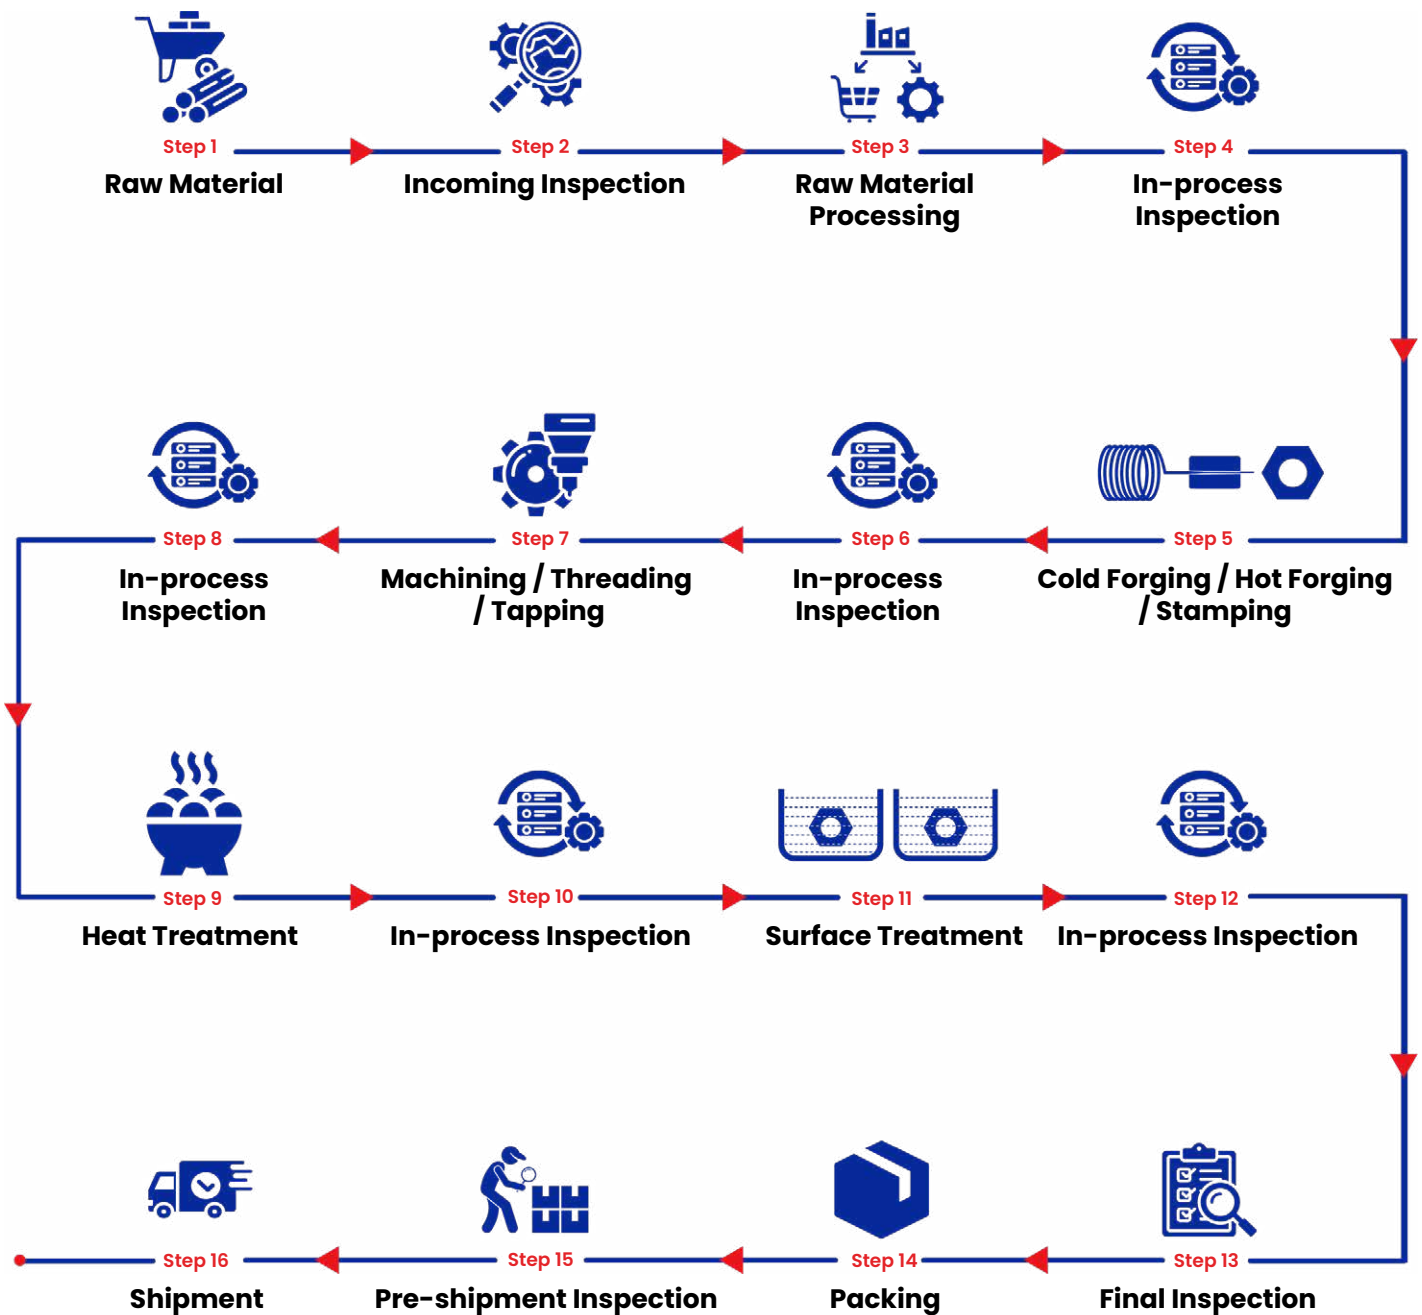 Step 1
Raw Material
Step 2
Incoming Inspection
Step 3
Raw Material
Processing
Step 4
In-process
Inspection
Step 5
Cold Forging / Hot Forging
/ Stamping
Step 6
In-process
Inspection
Step 7
Machining / Threading
/ Tapping
Step 8
In-process
Inspection
Step 9
Heat Treatment
Step 10
In-process Inspection
Step 11
Surface Treatment
Step 12
In-process Inspection
Step 13
Final Inspection
Step 14
Packing
Step 15
Pre-shipment Inspection
Step 16
Shipment